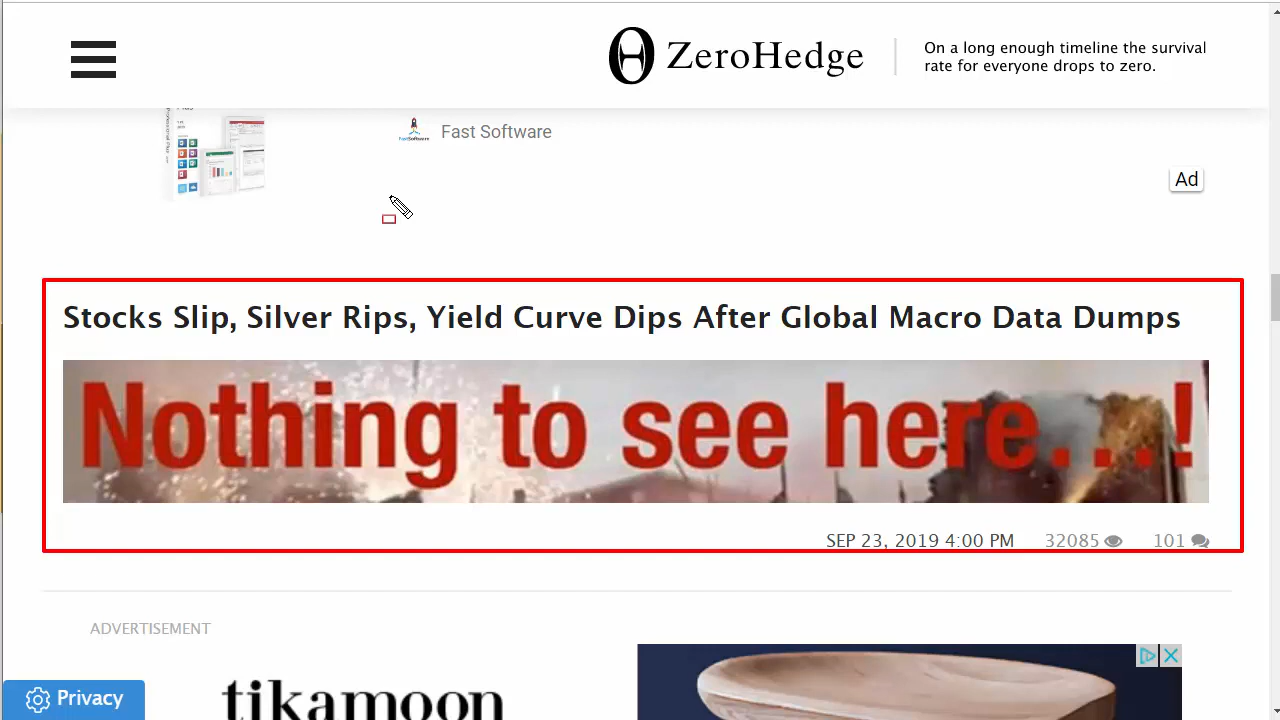 ZeroHedge
On a long enough timeline the survival
rate for everyone drops to zero.
Fast Software
Ad
Stocks Slip, Silver Rips, Yield Curve Dips After Global Macro Data Dumps
Nothing to see here...!
SEP 23, 2019 4:00 PM 32085 101
ADVERTISEMENT
tikamoon
Privacy